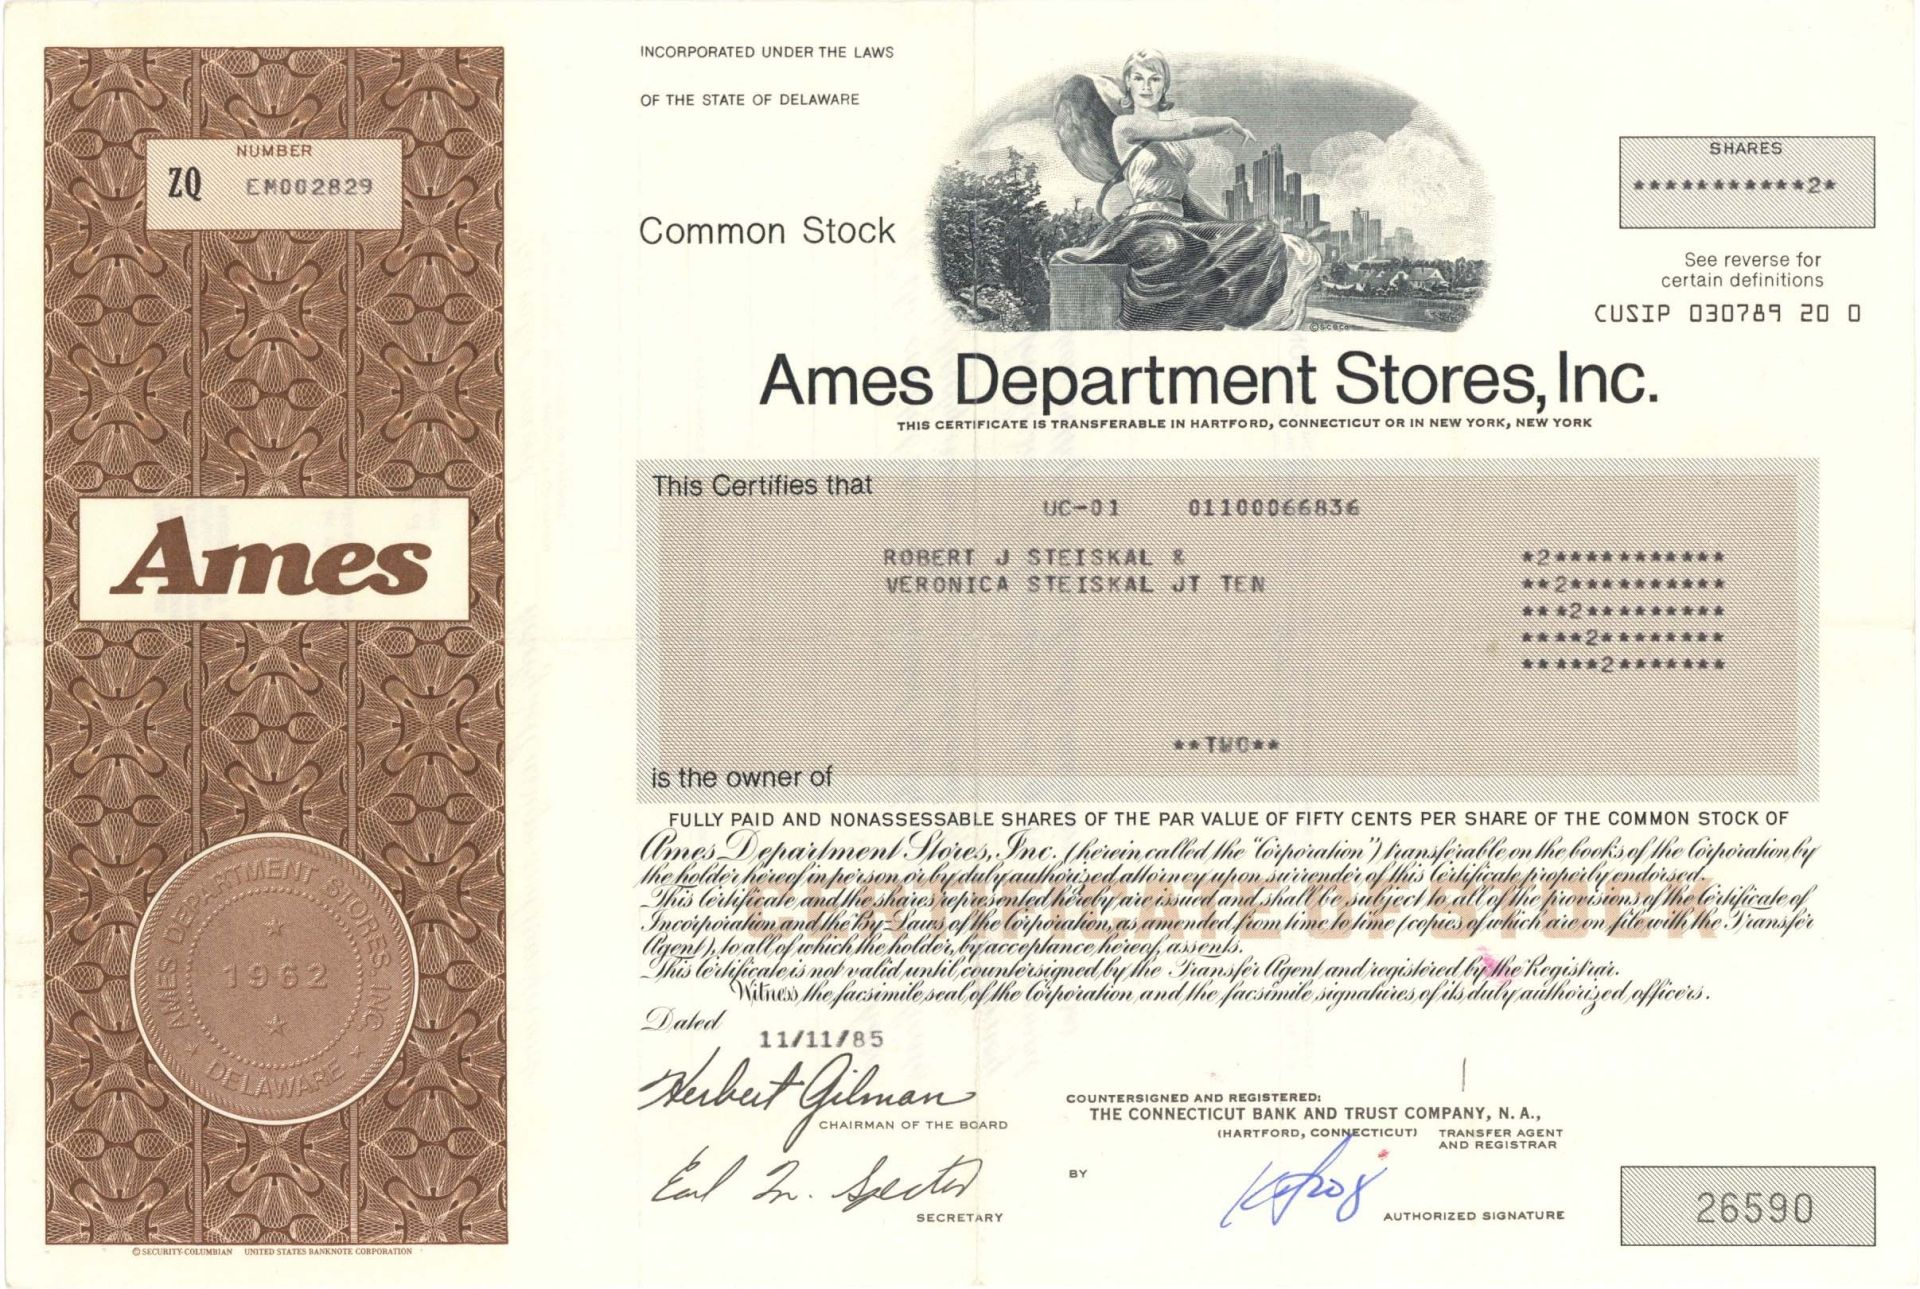 INCORPORATED UNDER THE LAWS
OF THE STATE OF DELAWARE
NUMBER
ZQ EM002829
Common Stock
SHARES
***********2*
See reverse for
certain definitions
CUSIP 030789 20 0
©SCBCo
Ames Department Stores, Inc.
THIS CERTIFICATE IS TRANSFERABLE IN HARTFORD, CONNECTICUT OR IN NEW YORK, NEW YORK
This Certifies that
UC-01 01100066836
ROBERT J STEISKAL &
VERONICA STEISKAL JT TEN
*2***********
**2**********
***2*********
****2********
*****2*******
**TWO**
is the owner of
Ames
FULLY PAID AND NONASSESSABLE SHARES OF THE PAR VALUE OF FIFTY CENTS PER SHARE OF THE COMMON STOCK OF
Ames Department Stores, Inc. (herein called the "Corporation") transferable on the books of the Corporation by
the holder hereof in person or by duly authorized attorney upon surrender of this Certificate properly endorsed.
This Certificate and the shares represented hereby are issued and shall be subject to all of the provisions of the Certificate of
Incorporation and the By-Laws of the Corporation, as amended from time to time (copies of which are on file with the Transfer
Agent), to all of which the holder, by acceptance hereof, assents.
This Certificate is not valid until countersigned by the Transfer Agent and registered by the Registrar.
Witness the facsimile seal of the Corporation and the facsimile signatures of its duly authorized officers.
CERTIFICATE OF STOCK
Dated 11/11/85
Herbert Gilman
CHAIRMAN OF THE BOARD
Earl M. Spector
SECRETARY
COUNTERSIGNED AND REGISTERED:
THE CONNECTICUT BANK AND TRUST COMPANY, N. A.,
(HARTFORD, CONNECTICUT) TRANSFER AGENT
AND REGISTRAR
BY
AUTHORIZED SIGNATURE
26590
AMES DEPARTMENT STORES, INC.
1962
DELAWARE
© SECURITY-COLUMBIAN UNITED STATES BANKNOTE CORPORATION